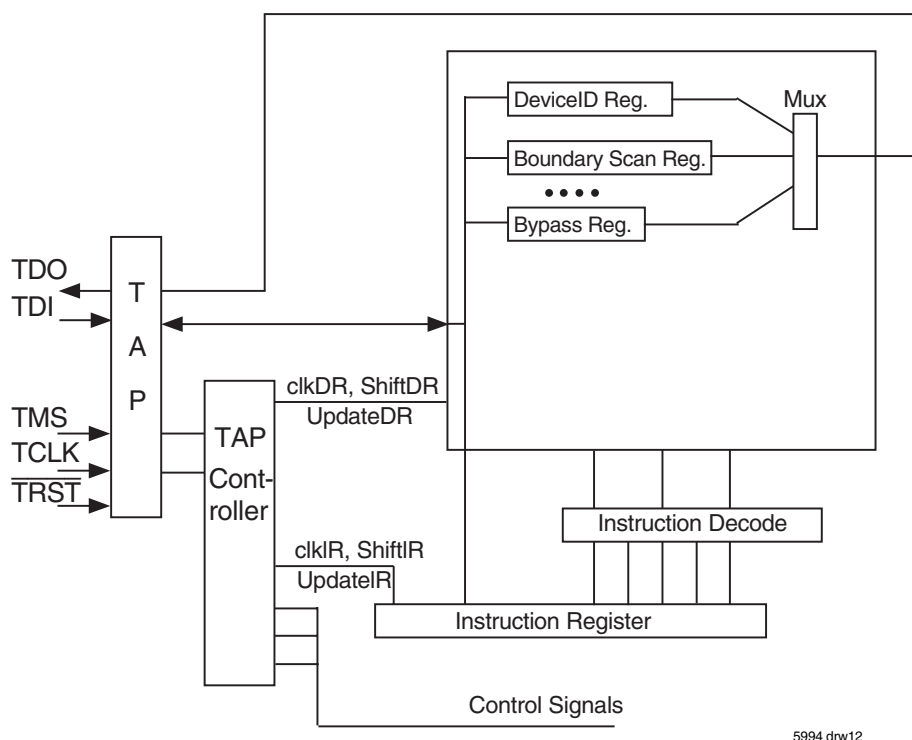 DeviceID Reg.
Mux
Boundary Scan Reg.
Bypass Reg.
TDO
TDI
T
A
P
TMS
TCLK
TRST
TAP
Cont-
roller
clkDR, ShiftDR
UpdateDR
Instruction Decode
clkIR, ShiftIR
UpdateIR
Instruction Register
Control Signals
5994 drw12